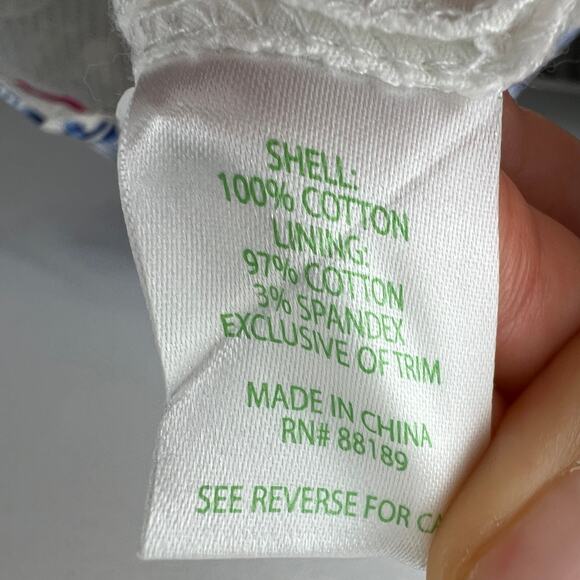 SHELL:
100% COTTON
LINING:
97% COTTON
3% SPANDEX
EXCLUSIVE OF TRIM
MADE IN CHINA
RN# 88189
SEE REVERSE FOR